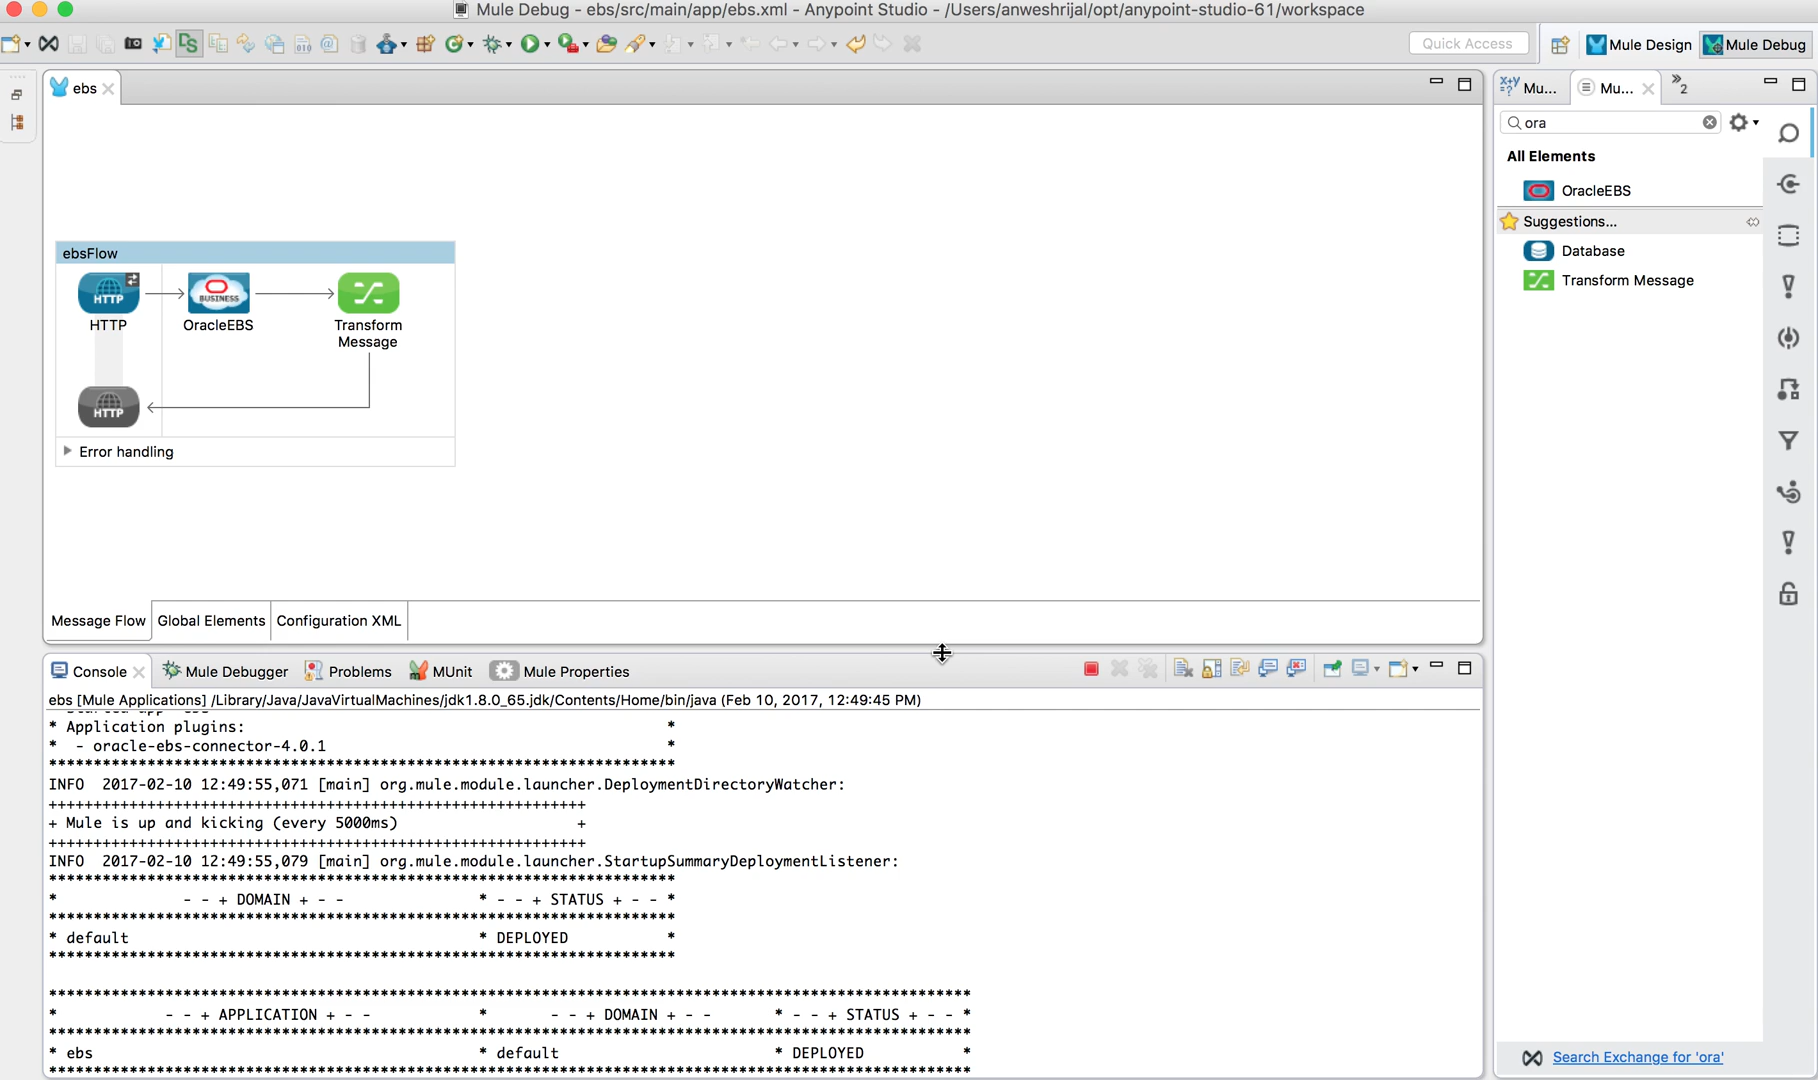 Mule Debug - ebs/src/main/app/ebs.xml - Anypoint Studio - /Users/anweshrijal/opt/anypoint-studio-61/workspace
Quick Access
Mule Design
Mule Debug
ebs
Mu...
Mu...
2
ora
All Elements
OracleEBS
Suggestions...
Database
Transform Message
ebsFlow
HTTP
BUSINESS
HTTP
OracleEBS
Transform
Message
HTTP
Error handling
Message Flow
Global Elements
Configuration XML
Console
Mule Debugger
Problems
MUnit
Mule Properties
ebs [Mule Applications] /Library/Java/JavaVirtualMachines/jdk1.8.0_65.jdk/Contents/Home/bin/java (Feb 10, 2017, 12:49:45 PM)
* Application plugins: *
* - oracle-ebs-connector-4.0.1 *
**********************************************************************
INFO 2017-02-10 12:49:55,071 [main] org.mule.module.launcher.DeploymentDirectoryWatcher:
++++++++++++++++++++++++++++++++++++++++++++++++++++++++++++
+ Mule is up and kicking (every 5000ms) +
++++++++++++++++++++++++++++++++++++++++++++++++++++++++++++
INFO 2017-02-10 12:49:55,079 [main] org.mule.module.launcher.StartupSummaryDeploymentListener:
**********************************************************************
* - - + DOMAIN + - - * - - + STATUS + - - *
**********************************************************************
* default * DEPLOYED *
**********************************************************************
*******************************************************************************************************
* - - + APPLICATION + - - * - - + DOMAIN + - - * - - + STATUS + - - *
*******************************************************************************************************
* ebs * default * DEPLOYED *
*******************************************************************************************************
Search Exchange for 'ora'